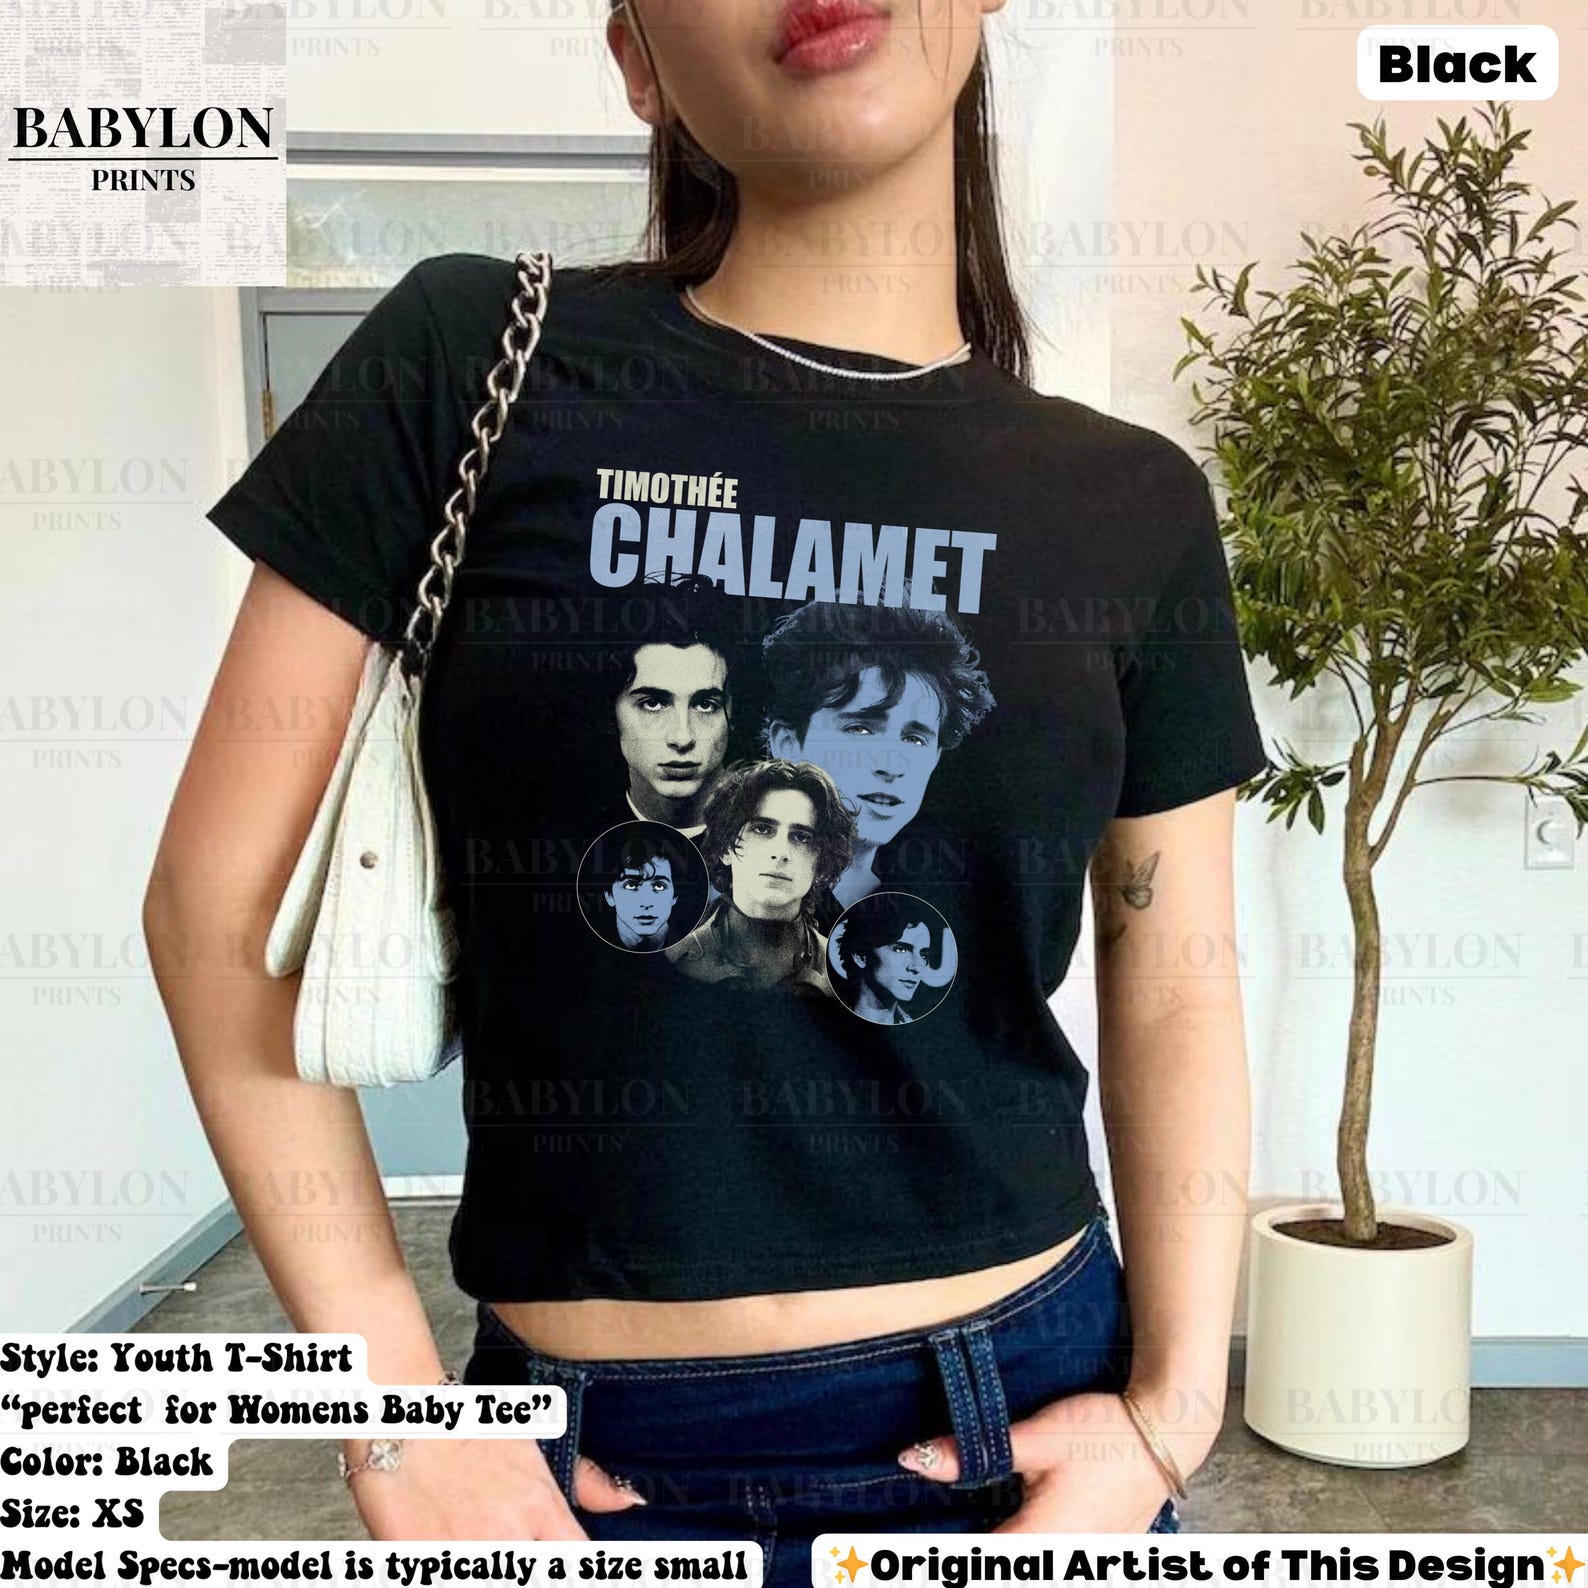 BABYLON
PRINTS
Black
TIMOTHÉE
CHALAMET
Style: Youth T-Shirt
“perfect for Womens Baby Tee”
Color: Black
Size: XS
Model Specs-model is typically a size small
✨Original Artist of This Design✨